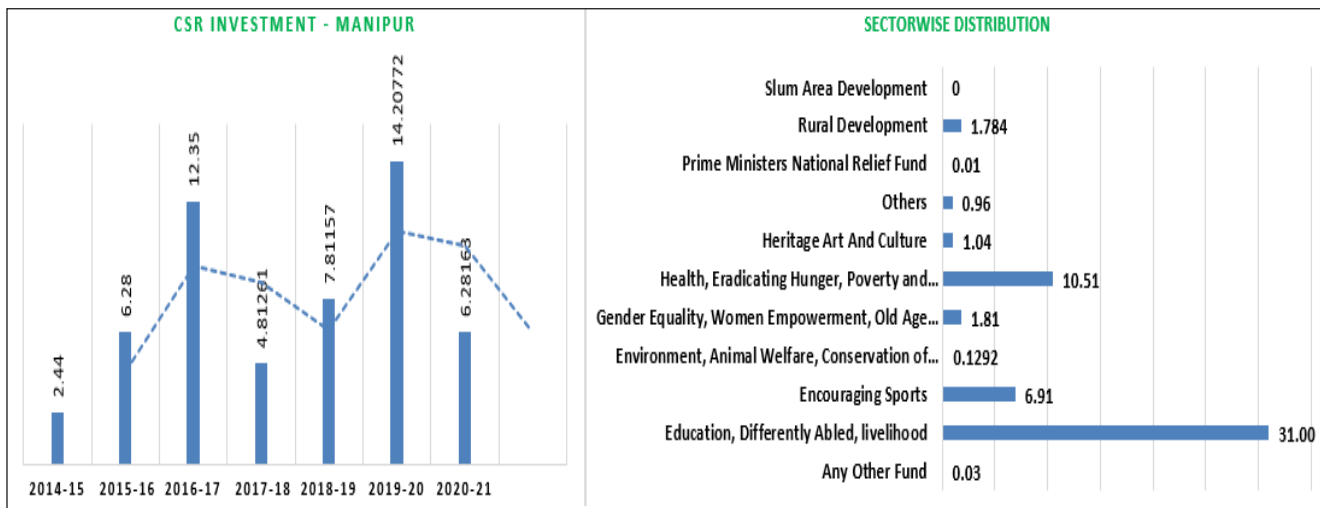 CSR INVESTMENT - MANIPUR
2.44
6.28
12.35
4.81261
7.81157
14.20772
6.28163
2014-15 2015-16 2016-17 2017-18 2018-19 2019-20 2020-21
SECTORWISE DISTRIBUTION
Slum Area Development 0
Rural Development 1.784
Prime Ministers National Relief Fund 0.01
Others 0.96
Heritage Art And Culture 1.04
Health, Eradicating Hunger, Poverty and... 10.51
Gender Equality, Women Empowerment, Old Age... 1.81
Environment, Animal Welfare, Conservation of... 0.1292
Encouraging Sports 6.91
Education, Differently Abled, livelihood 31.00
Any Other Fund 0.03